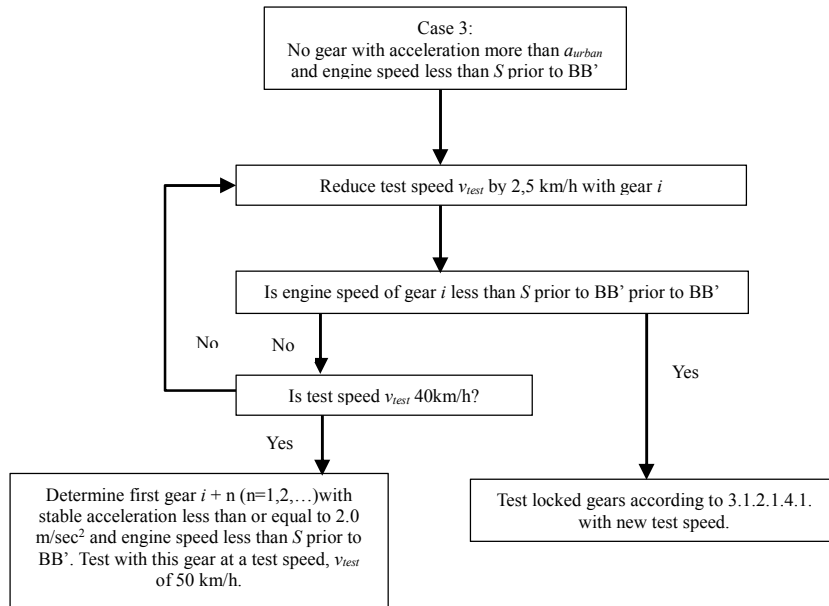 Case 3:
No gear with acceleration more than aurban
and engine speed less than S prior to BB’
Reduce test speed vtest by 2,5 km/h with gear i
Is engine speed of gear i less than S prior to BB’ prior to BB’
No
No
Yes
Is test speed vtest 40km/h?
Yes
Determine first gear i + n (n=1,2,…)with
stable acceleration less than or equal to 2.0
m/sec2 and engine speed less than S prior to
BB’. Test with this gear at a test speed, vtest
of 50 km/h.
Test locked gears according to 3.1.2.1.4.1.
with new test speed.